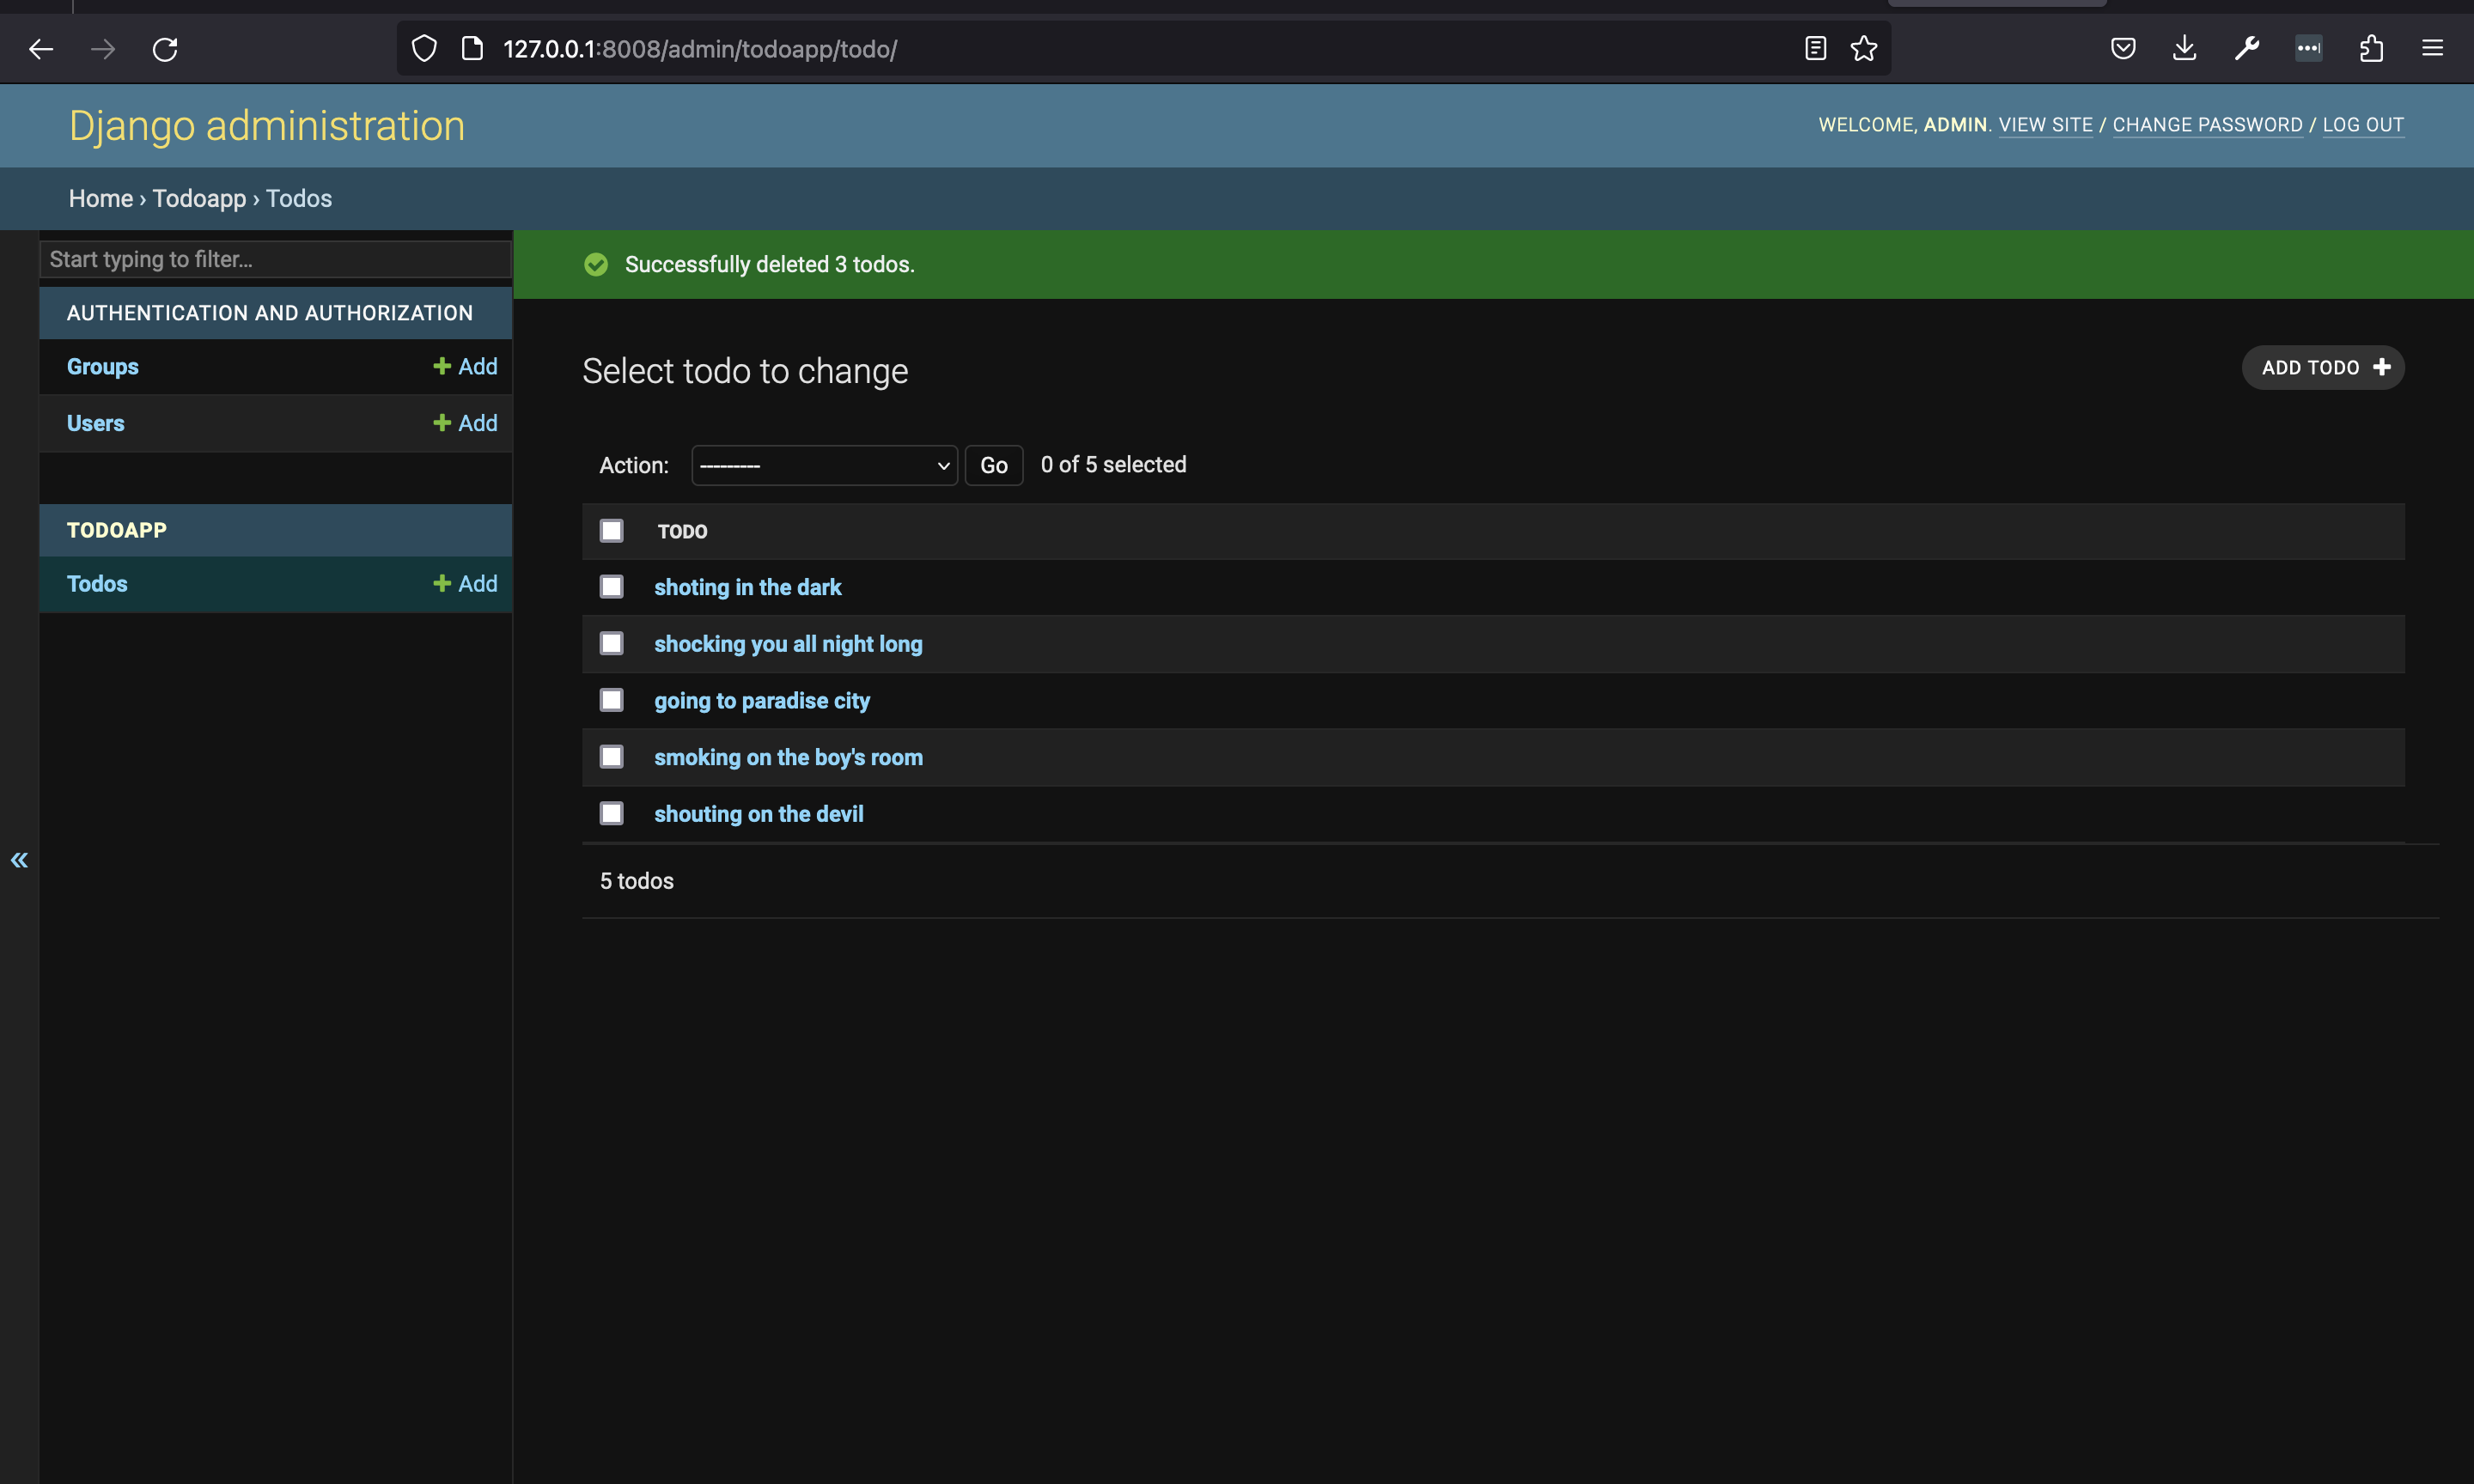 127.0.0.1:8008/admin/todoapp/todo/
Django administration
WELCOME, ADMIN. VIEW SITE / CHANGE PASSWORD / LOG OUT
Home › Todoapp › Todos
Start typing to filter...
AUTHENTICATION AND AUTHORIZATION
Groups + Add
Users + Add
TODOAPP
Todos + Add
Successfully deleted 3 todos.
Select todo to change
ADD TODO +
Action: --------- Go 0 of 5 selected
TODO
shoting in the dark
shocking you all night long
going to paradise city
smoking on the boy's room
shouting on the devil
5 todos